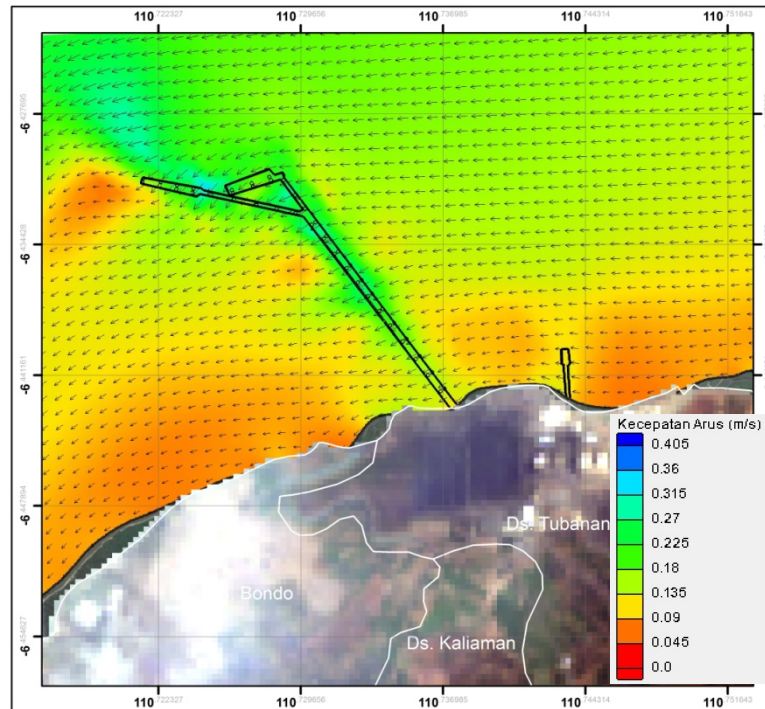 110.722327 110.729656 110.736985 110.744314 110.751643
-6.427695
-6.434428
-6.441161
-6.447894
-6.454627
Kecepatan Arus (m/s)
0.405
0.36
0.315
0.27
0.225
0.18
0.135
0.09
0.045
0.0
Ds. Tubanan
Bondo
Ds. Kaliaman
110.722327 110.729656 110.736985 110.744314 110.751643